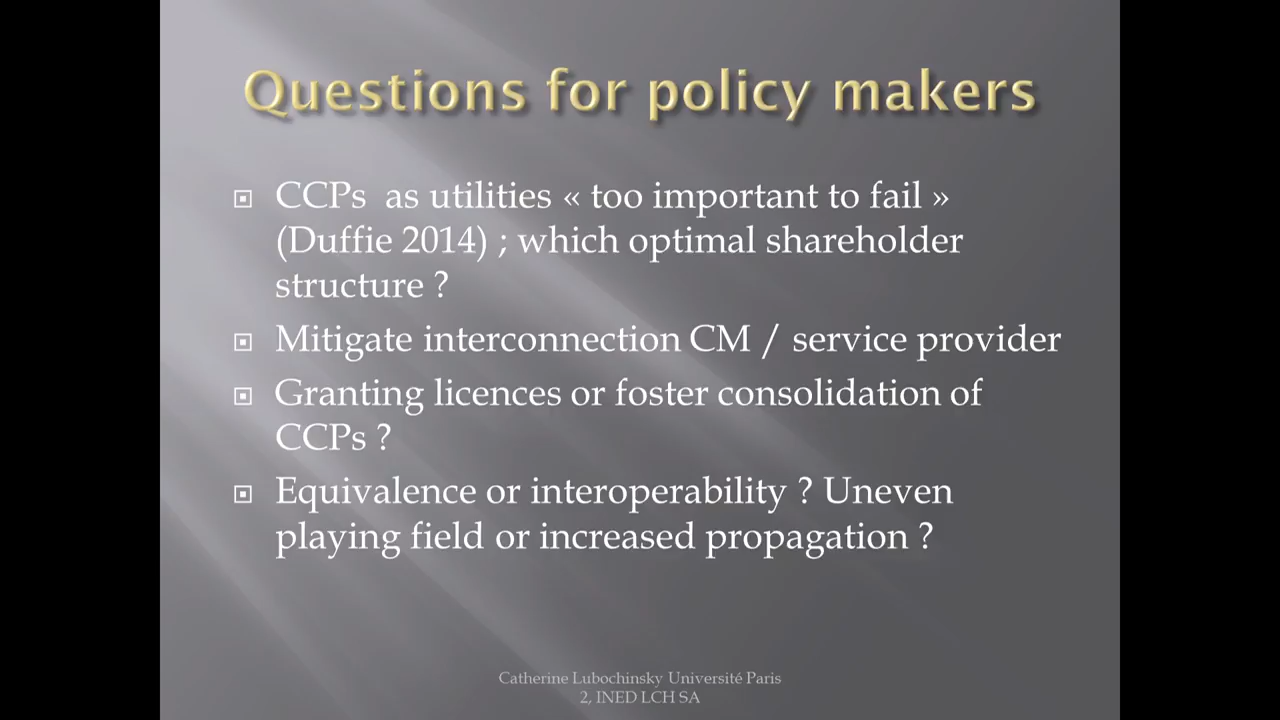 Questions for policy makers
CCPs as utilities « too important to fail »
(Duffie 2014) ; which optimal shareholder
structure ?
Mitigate interconnection CM / service provider
Granting licences or foster consolidation of
CCPs ?
Equivalence or interoperability ? Uneven
playing field or increased propagation ?
Catherine Lubochinsky Université Paris
2, INED LCH SA